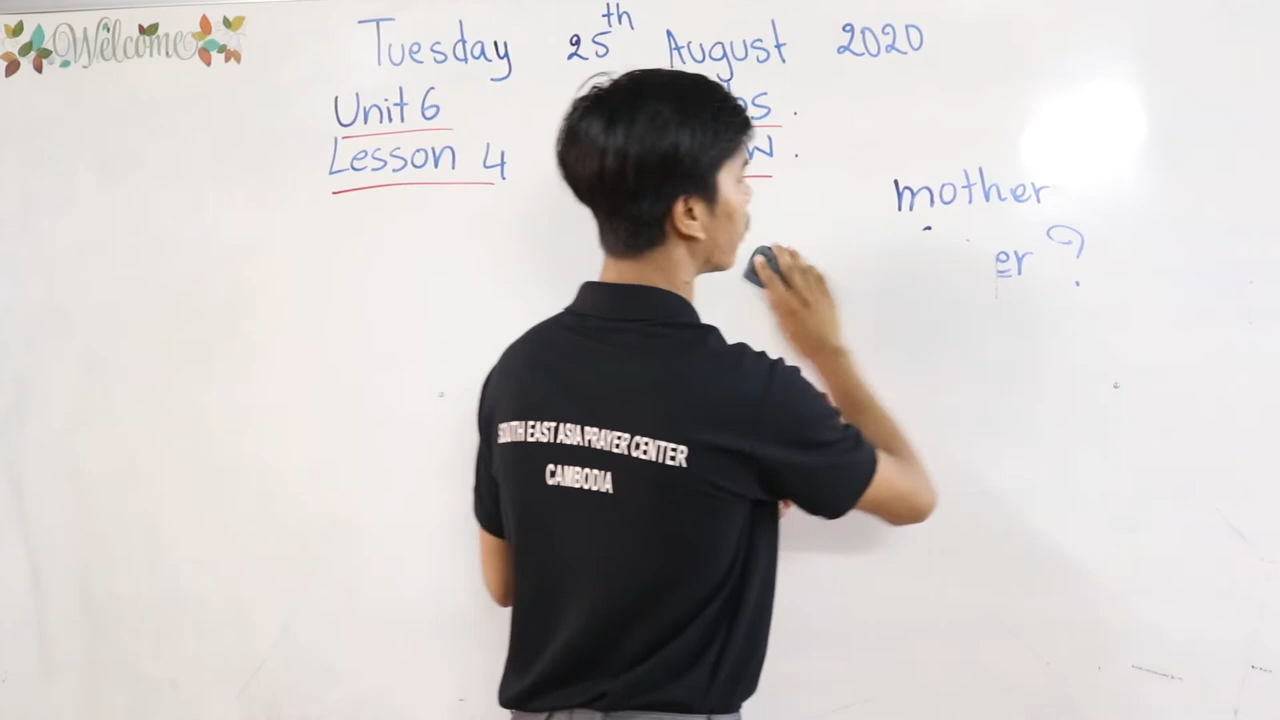 Welcome
Tuesday 25th August 2020
Unit 6
Lesson 4
mother
er ?
SOUTH EAST ASIA PRAYER CENTER
CAMBODIA